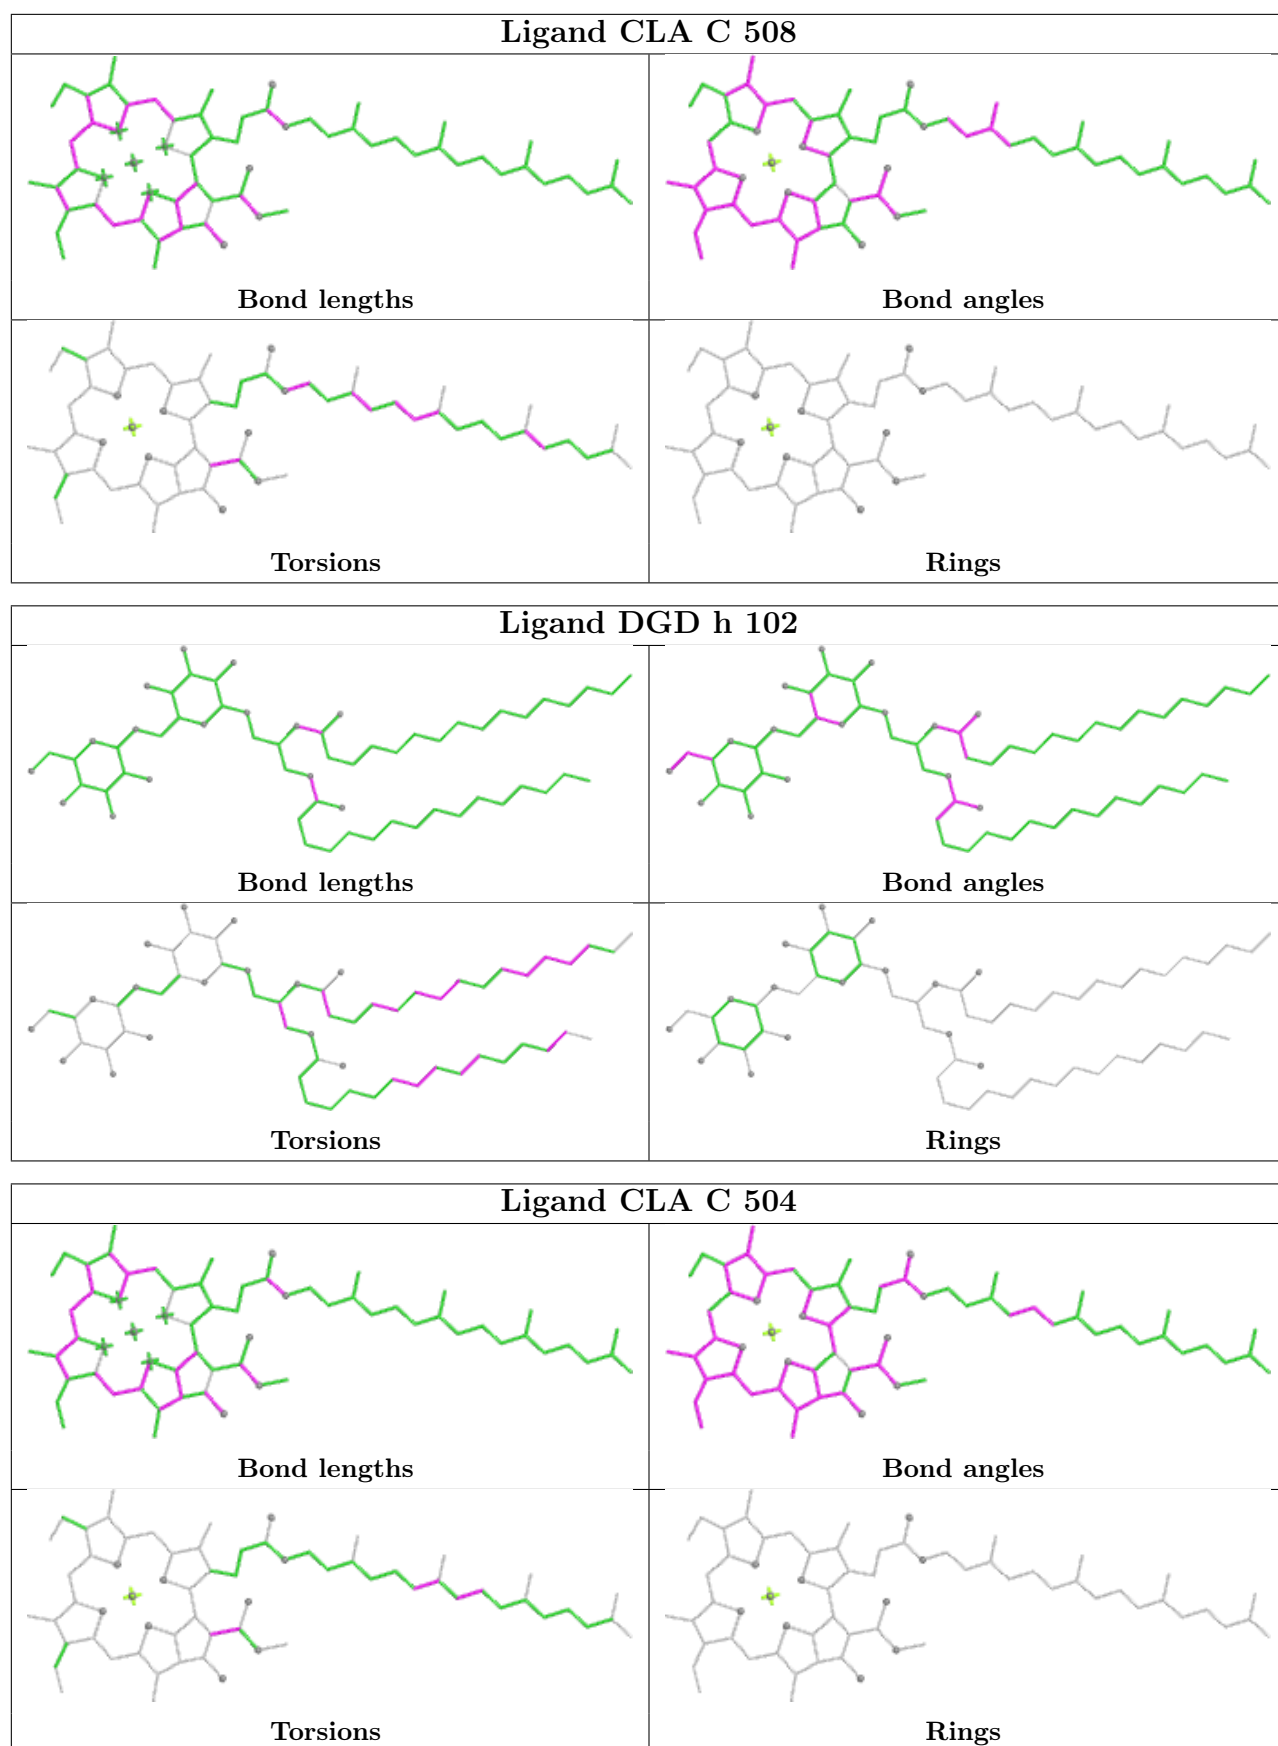 Ligand CLA C 508
Bond lengths
Bond angles
Torsions
Rings
Ligand DGD h 102
Bond lengths
Bond angles
Torsions
Rings
Ligand CLA C 504
Bond lengths
Bond angles
Torsions
Rings